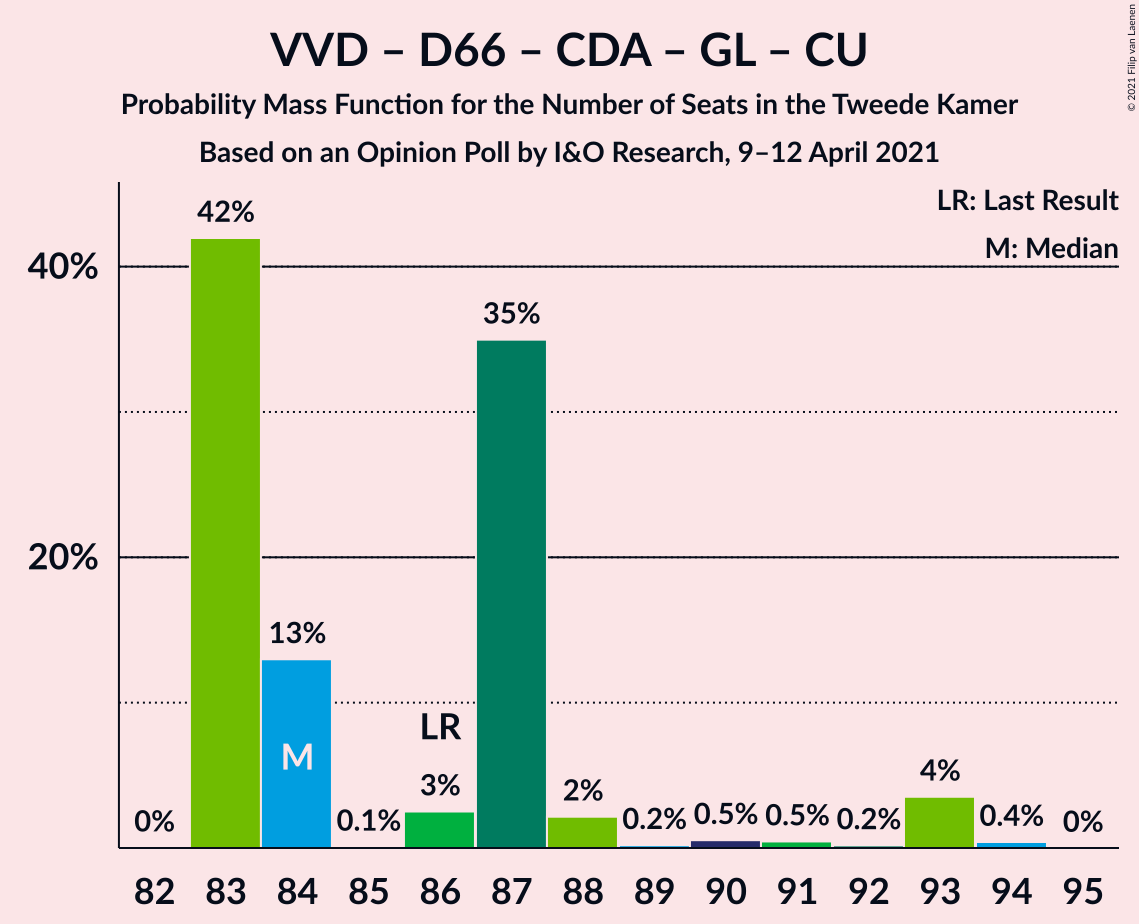 VVD – D66 – CDA – GL – CU
Probability Mass Function for the Number of Seats in the Tweede Kamer
Based on an Opinion Poll by I&O Research, 9–12 April 2021
© 2021 Filip van Laenen
LR: Last Result
M: Median
40%
20%
0%
42%
13%
0.1%
3%
35%
2%
0.2%
0.5%
0.5%
0.2%
4%
0.4%
0%
M
LR
82 83 84 85 86 87 88 89 90 91 92 93 94 95